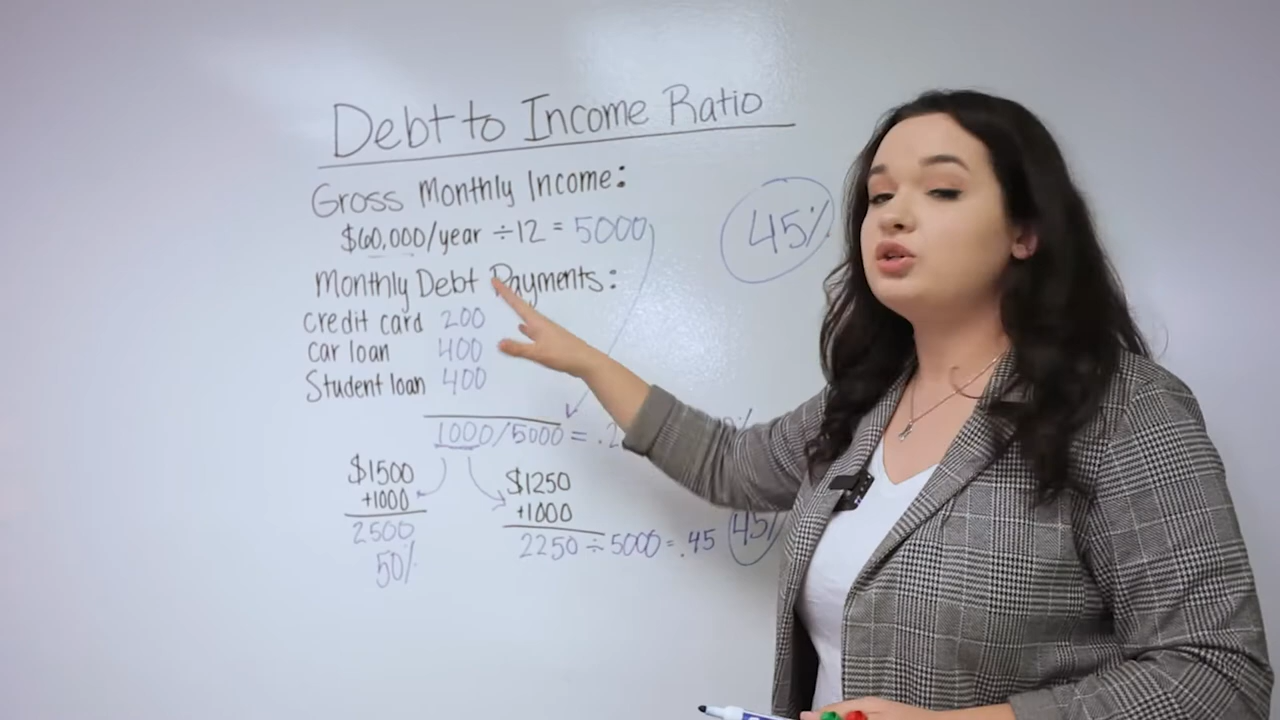 Debt to Income Ratio
Gross Monthly Income:
$60,000/year ÷12 = 5000
45%
Monthly Debt Payments:
Credit card 200
Car loan 400
Student loan 400
1000/5000 = .2
$1500
+1000
2500
50%
$1250
+1000
2250 ÷ 5000 = .45 45%